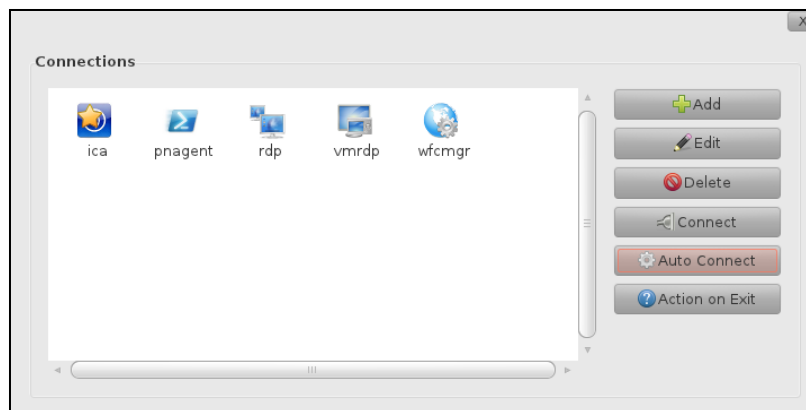 X
Connections
ica
pnagent
rdp
vmrdp
wfcmgr
Add
Edit
Delete
Connect
Auto Connect
Action on Exit